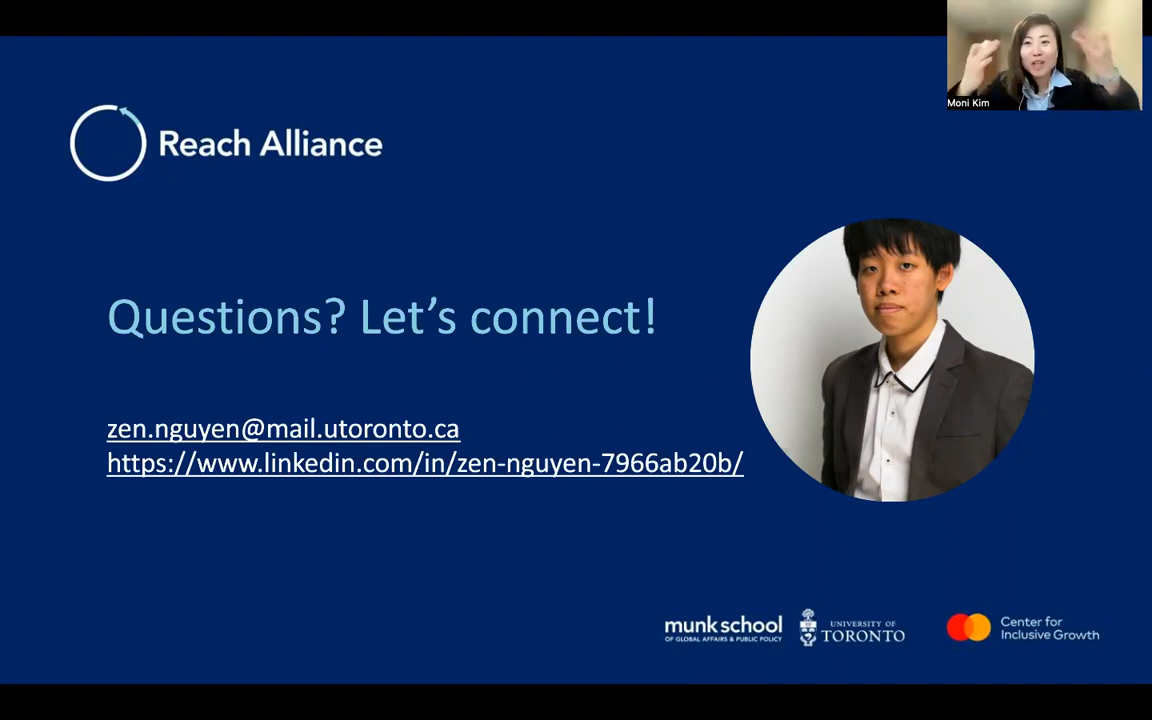 Moni Kim
Reach Alliance
Questions? Let's connect!
zen.nguyen@mail.utoronto.ca
https://www.linkedin.com/in/zen-nguyen-7966ab20b/
munk school
OF GLOBAL AFFAIRS & PUBLIC POLICY
UNIVERSITY OF
TORONTO
Center for
Inclusive Growth